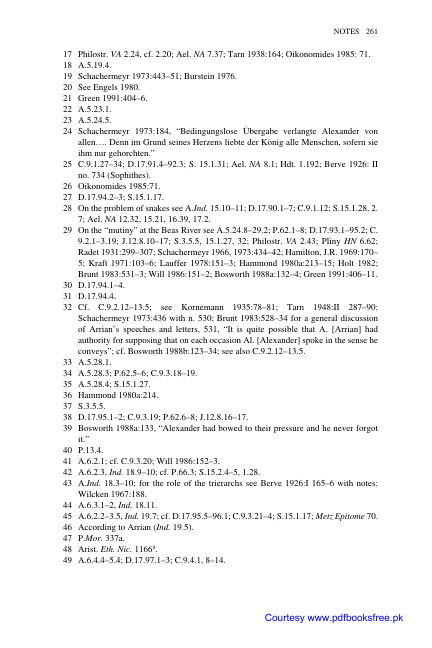 NOTES 261
17 Philostr. VA 2.24, cf. 2.20; Ael. NA 7.37; Tarn 1938:164; Oikonomides 1985: 71.
18 A.5.19.4.
19 Schachermeyr 1973:443–51; Burstein 1976.
20 See Engels 1980.
21 Green 1991:404–6.
22 A.5.23.1.
23 A.5.24.5.
24 Schachermeyr 1973:184, “Bedingungslose Übergabe verlangte Alexander von
allen…. Denn im Grund seines Herzens liebte der König alle Menschen, sofern sie
ihm nur gehorchten.”
25 C.9.1.27–34; D.17.91.4–92.3; S. 15.1.31; Ael. NA 8.1; Hdt. 1.192; Berve 1926: II
no. 734 (Sophithes).
26 Oikonomides 1985:71.
27 D.17.94.2–3; S.15.1.17.
28 On the problem of snakes see A.Ind. 15.10–11; D.17.90.1–7; C.9.1.12; S.15.1.28, 2.
7; Ael. NA 12.32, 15.21, 16.39, 17.2.
29 On the “mutiny” at the Beas River see A.5.24.8–29.2; P.62.1–8; D.17.93.1–95.2; C.
9.2.1–3.19; J.12.8.10–17; S.3.5.5, 15.1.27, 32; Philostr. VA 2.43; Pliny HN 6.62;
Radet 1931:299–307; Schachermeyr 1966, 1973:434–42; Hamilton, J.R. 1969:170–
5; Kraft 1971:103–6; Lauffer 1978:151–3; Hammond 1980a:213–15; Holt 1982;
Brunt 1983:531–3; Will 1986:151–2; Bosworth 1988a:132–4; Green 1991:406–11.
30 D.17.94.1–4.
31 D.17.94.4.
32 Cf. C.9.2.12–13.5; see Kornemann 1935:78–81; Tarn 1948:II 287–90;
Schachermeyr 1973:436 with n. 530; Brunt 1983:528–34 for a general discussion
of Arrian’s speeches and letters, 531, “It is quite possible that A. [Arrian] had
authority for supposing that on each occasion Al. [Alexander] spoke in the sense he
conveys”; cf. Bosworth 1988b:123–34; see also C.9.2.12–13.5.
33 A.5.28.1.
34 A.5.28.3; P.62.5–6; C.9.3.18–19.
35 A.5.28.4; S.15.1.27.
36 Hammond 1980a:214.
37 S.3.5.5.
38 D.17.95.1–2; C.9.3.19; P.62.6–8; J.12.8.16–17.
39 Bosworth 1988a:133, “Alexander had bowed to their pressure and he never forgot
it.”
40 P.13.4.
41 A.6.2.1; cf. C.9.3.20; Will 1986:152–3.
42 A.6.2.3, Ind. 18.9–10; cf. P.66.3; S.15.2.4–5, 1.28.
43 A.Ind. 18.3–10; for the role of the trierarchs see Berve 1926:I 165–6 with notes;
Wilcken 1967:188.
44 A.6.3.1–2, Ind. 18.11.
45 A.6.2.2–3.5, Ind. 19.7; cf. D.17.95.5–96.1; C.9.3.21–4; S.15.1.17; Metz Epitome 70.
46 According to Arrian (Ind. 19.5).
47 P.Mor. 337a.
48 Arist. Eth. Nic. 1166ª.
49 A.6.4.4–5.4; D.17.97.1–3; C.9.4.1, 8–14.
Courtesy www.pdfbooksfree.pk